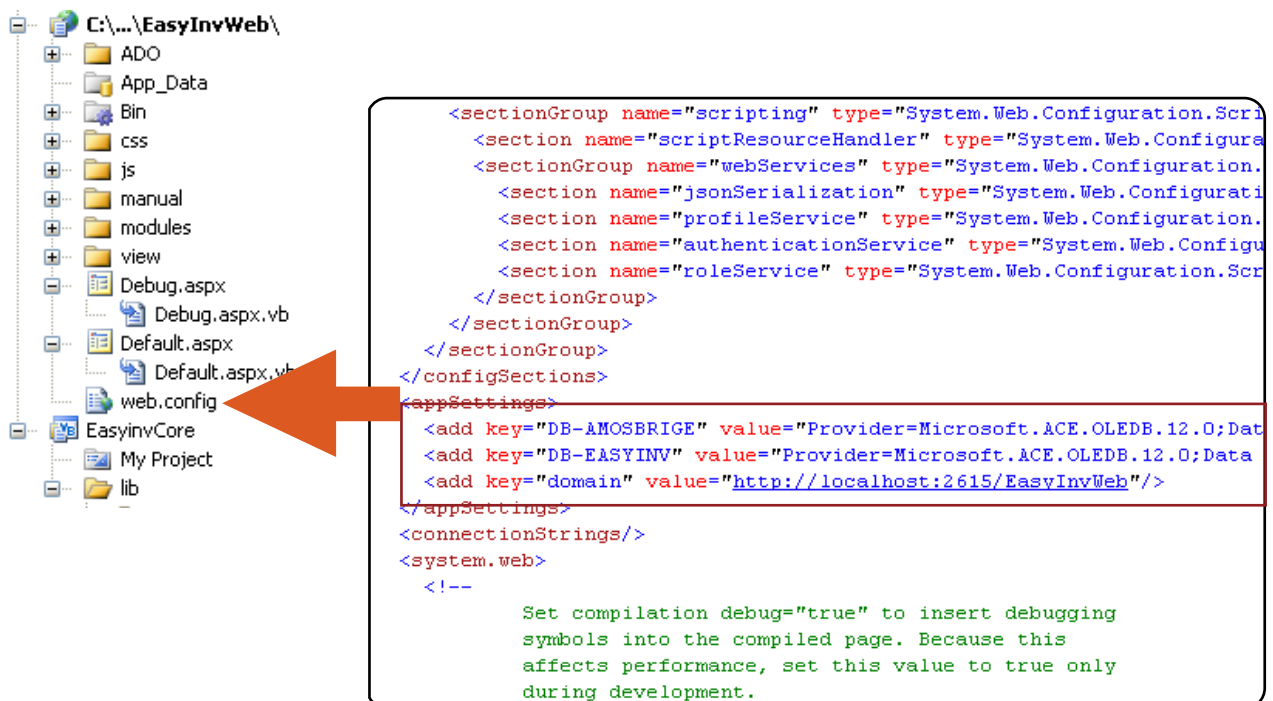 C:\...\EasyInvWeb\
ADO
App_Data
Bin
css
js
manual
modules
view
Debug.aspx
Debug.aspx.vb
Default.aspx
Default.aspx.vb
web.config
EasyinvCore
My Project
lib
<sectionGroup name="scripting" type="System.Web.Configuration.Scri
<section name="scriptResourceHandler" type="System.Web.Configura
<sectionGroup name="webServices" type="System.Web.Configuration.
<section name="jsonSerialization" type="System.Web.Configurati
<section name="profileService" type="System.Web.Configuration.
<section name="authenticationService" type="System.Web.Configu
<section name="roleService" type="System.Web.Configuration.Scr
</sectionGroup>
</sectionGroup>
</sectionGroup>
</configSections>
<appSettings>
<add key="DB-AMOSBRIGE" value="Provider=Microsoft.ACE.OLEDB.12.0;Dat
<add key="DB-EASYINV" value="Provider=Microsoft.ACE.OLEDB.12.0;Data
<add key="domain" value="http://localhost:2615/EasyInvWeb"/>
</appSettings>
<connectionStrings/>
<system.web>
<!--
Set compilation debug="true" to insert debugging
symbols into the compiled page. Because this
affects performance, set this value to true only
during development.